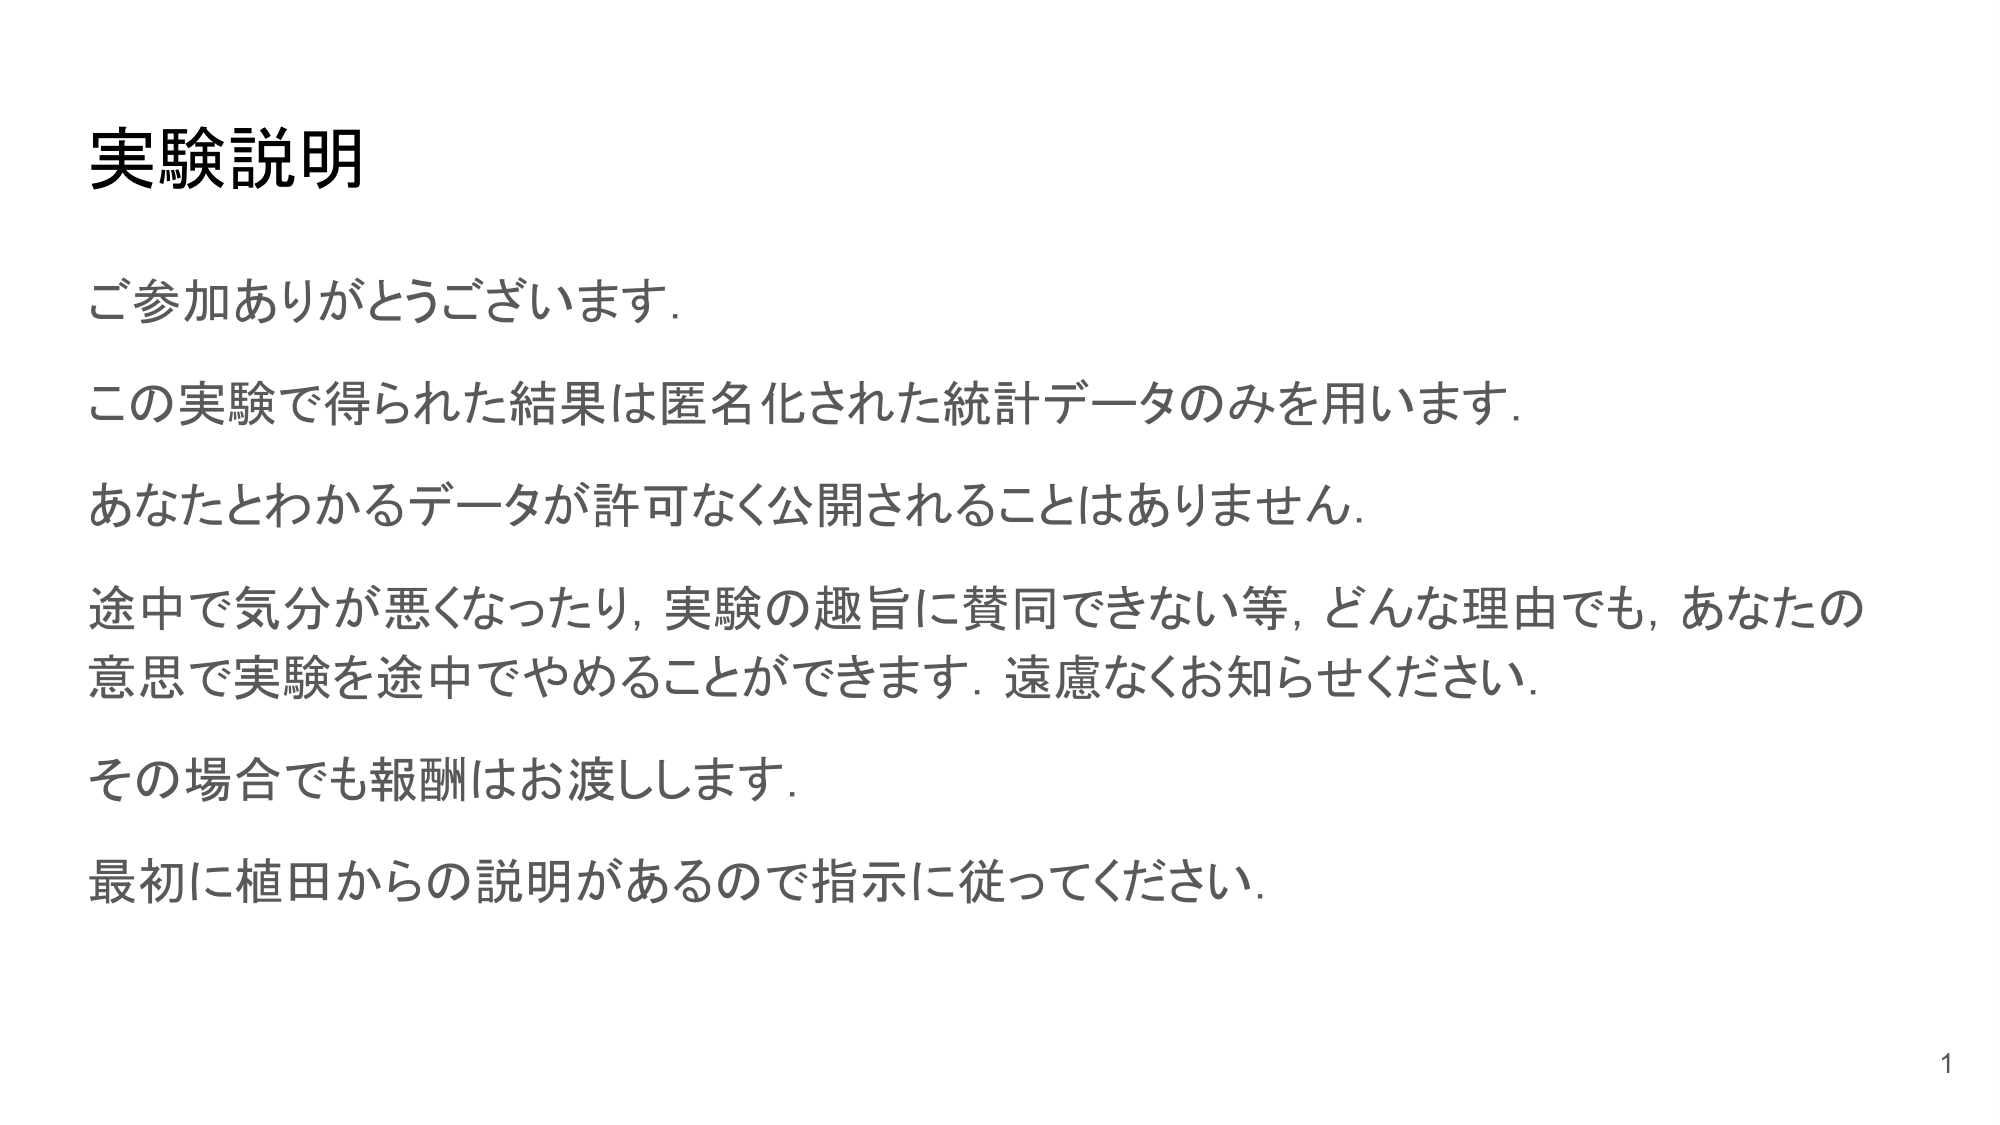 実験説明
ご参加ありがとうございます.
この実験で得られた結果は匿名化された統計データのみを用います.
あなたとわかるデータが許可なく公開されることはありません.
途中で気分が悪くなったり, 実験の趣旨に賛同できない等, どんな理由でも, あなたの
意思で実験を途中でやめることができます. 遠慮なくお知らせください.
その場合でも報酬はお渡しします.
最初に植田からの説明があるので指示に従ってください.
1